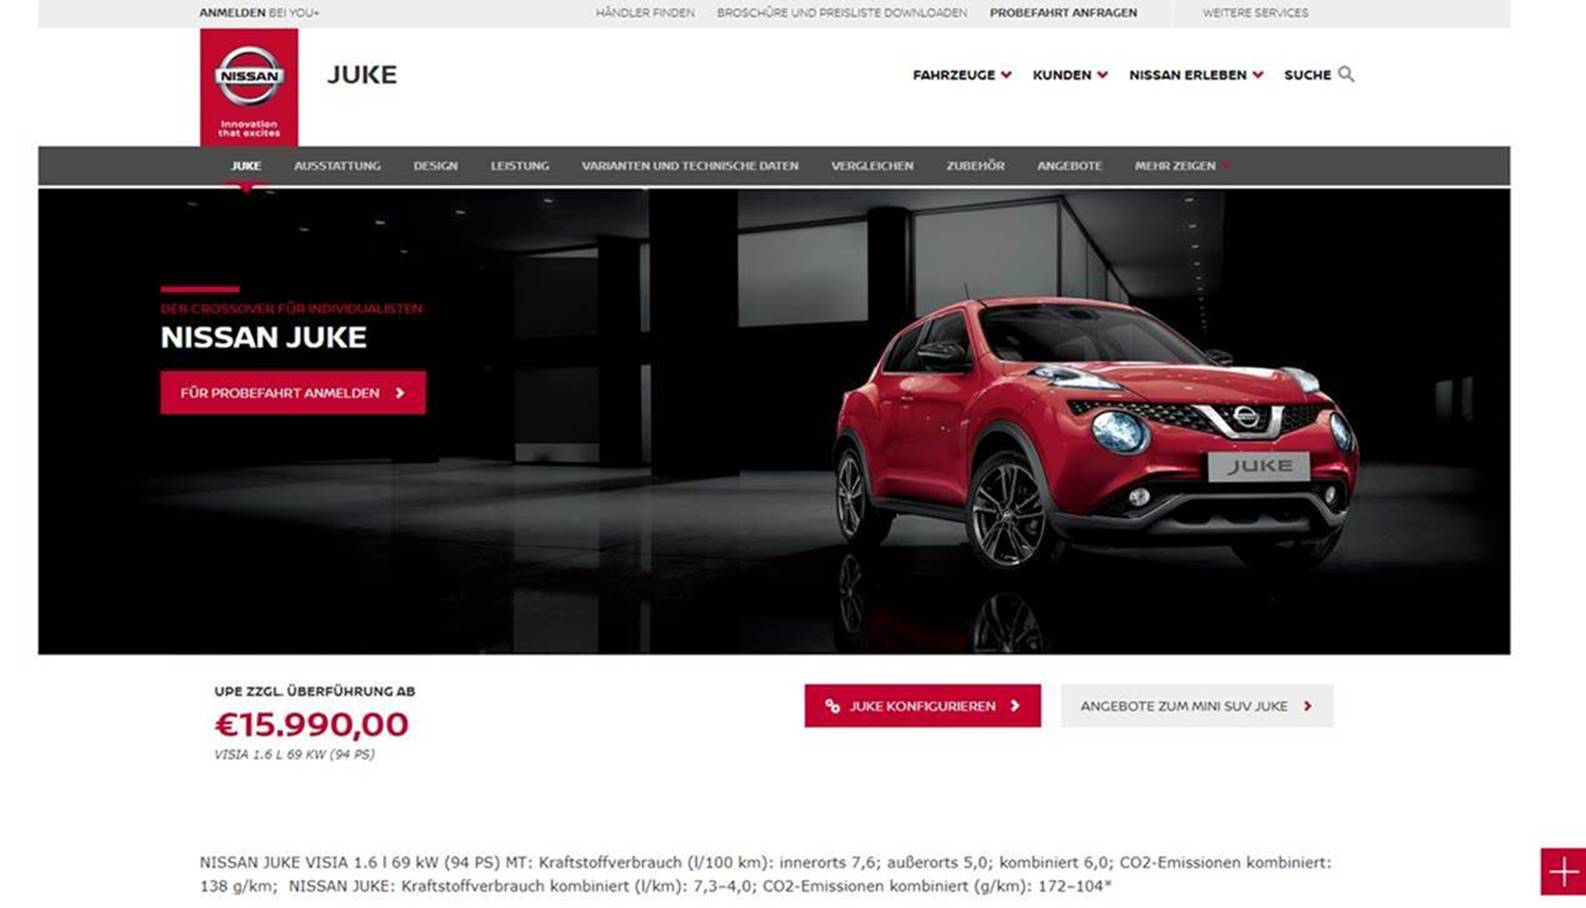 ANMELDEN BEI YOU+
HÄNDLER FINDEN
BROSCHÜRE UND PREISLISTE DOWNLOADEN
PROBEFAHRT ANFRAGEN
WEITERE SERVICES
NISSAN
Innovation
that excites
JUKE
FAHRZEUGE
KUNDEN
NISSAN ERLEBEN
SUCHE
JUKE
AUSSTATTUNG
DESIGN
LEISTUNG
VARIANTEN UND TECHNISCHE DATEN
VERGLEICHEN
ZUBEHÖR
ANGEBOTE
MEHR ZEIGEN
DER CROSSOVER FÜR INDIVIDUALISTEN
NISSAN JUKE
FÜR PROBEFAHRT ANMELDEN
JUKE
UPE ZZGL. ÜBERFÜHRUNG AB
€15.990,00
VISIA 1.6 L 69 KW (94 PS)
JUKE KONFIGURIEREN
ANGEBOTE ZUM MINI SUV JUKE
NISSAN JUKE VISIA 1.6 l 69 kW (94 PS) MT: Kraftstoffverbrauch (l/100 km): innerorts 7,6; außerorts 5,0; kombiniert 6,0; CO2-Emissionen kombiniert:
138 g/km; NISSAN JUKE: Kraftstoffverbrauch kombiniert (l/km): 7,3–4,0; CO2-Emissionen kombiniert (g/km): 172–104*